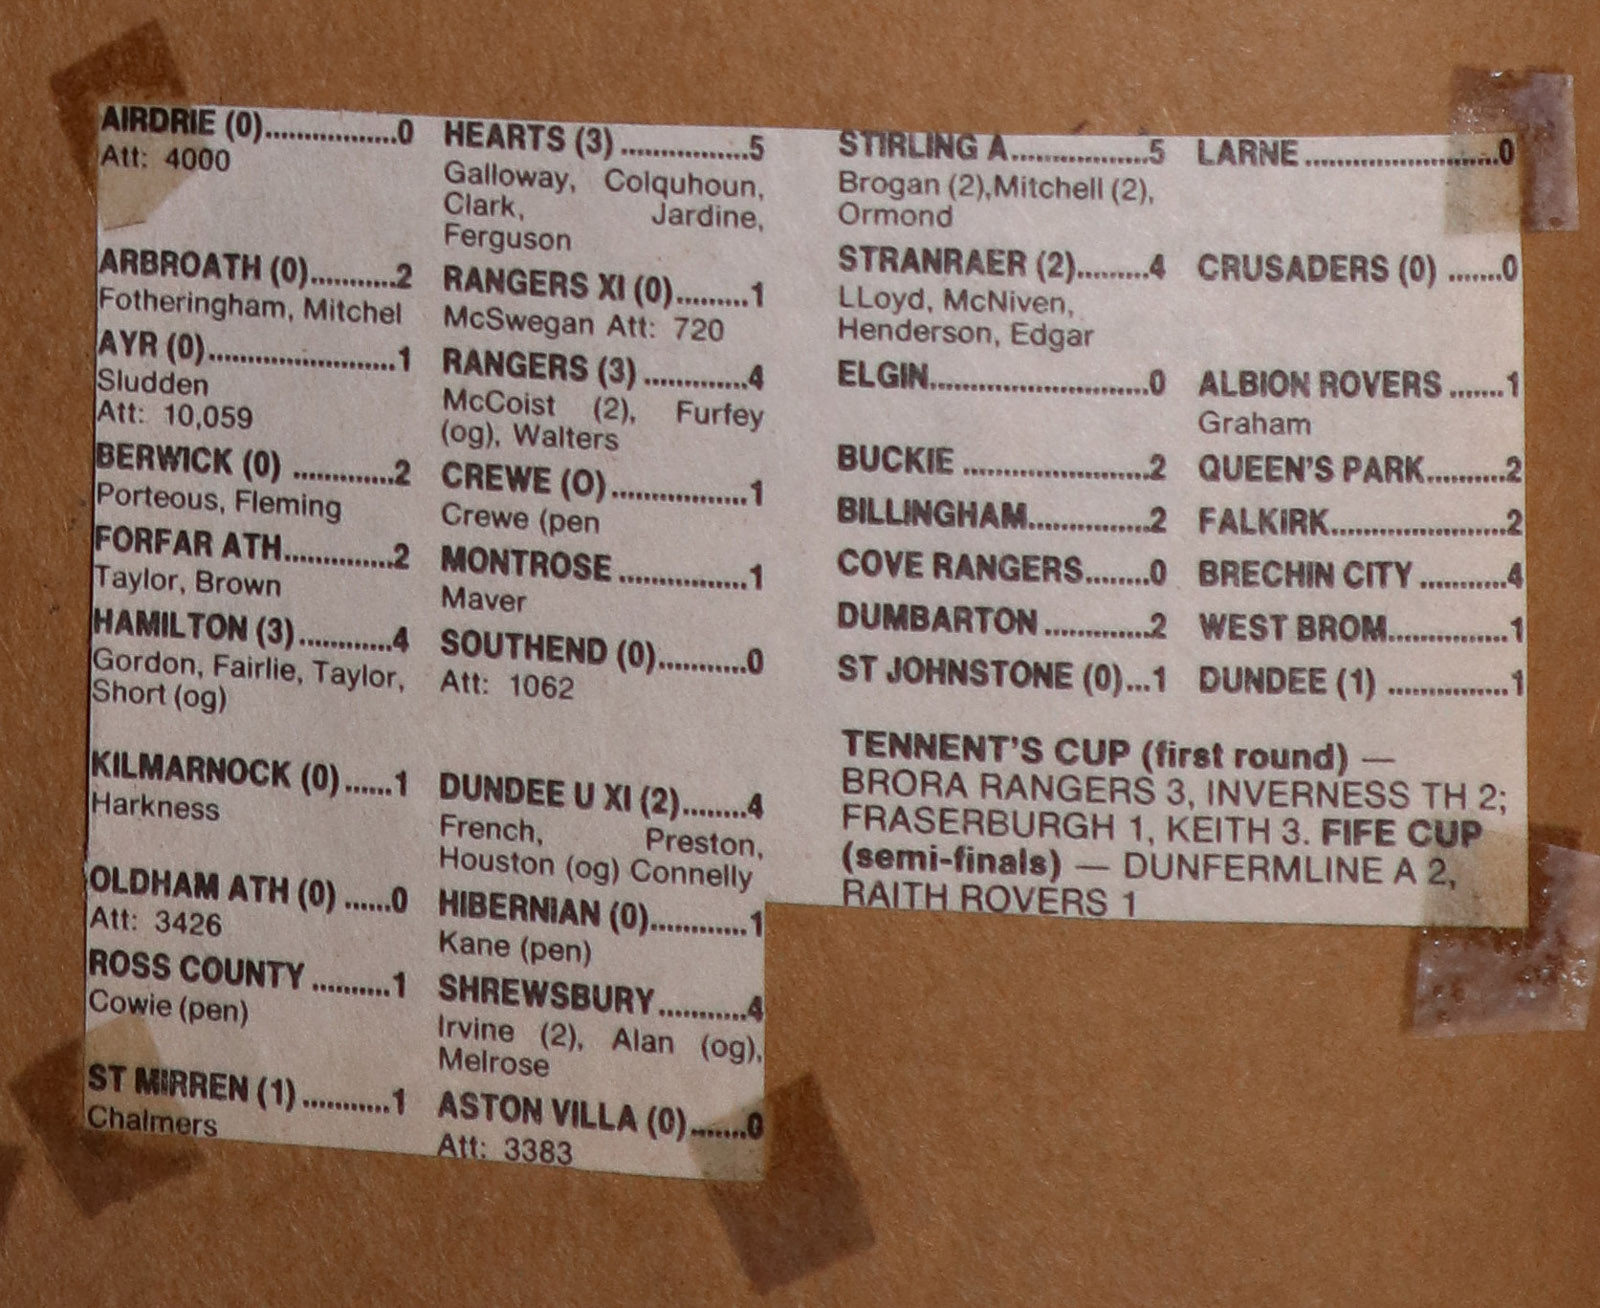 AIRDRIE (0).................0
Att: 4000
HEARTS (3)................5
Galloway, Colquhoun,
Clark, Jardine,
Ferguson
ARBROATH (0)...........2
Fotheringham, Mitchel
RANGERS XI (0).........1
McSwegan Att: 720
AYR (0)........................1
Sludden
Att: 10,059
RANGERS (3)..............4
McCoist (2), Furfey
(og), Walters
BERWICK (0)...............2
Porteous, Fleming
CREWE (O)..................1
Crewe (pen
FORFAR ATH..............2
Taylor, Brown
MONTROSE.................1
Maver
HAMILTON (3)............4
Gordon, Fairlie, Taylor,
Short (og)
SOUTHEND (0)...........0
Att: 1062
KILMARNOCK (0)......1
Harkness
DUNDEE U XI (2)........4
French, Preston,
Houston (og) Connelly
OLDHAM ATH (0)......0
Att: 3426
HIBERNIAN (0)............1
Kane (pen)
ROSS COUNTY..........1
Cowie (pen)
SHREWSBURY............4
Irvine (2), Alan (og),
Melrose
ST MIRREN (1)...........1
Chalmers
ASTON VILLA (0).......0
Att: 3383
STIRLING A.................5
Brogan (2),Mitchell (2),
Ormond
LARNE........................0
STRANRAER (2).........4
LLoyd, McNiven,
Henderson, Edgar
CRUSADERS (0).......0
ELGIN...........................0
ALBION ROVERS.......1
Graham
BUCKIE.......................2
QUEEN'S PARK...........2
BILLINGHAM...............2
FALKIRK......................2
COVE RANGERS........0
BRECHIN CITY............4
DUMBARTON..............2
WEST BROM...............1
ST JOHNSTONE (0)...1
DUNDEE (1)................1
TENNENT'S CUP (first round) —
BRORA RANGERS 3, INVERNESS TH 2;
FRASERBURGH 1, KEITH 3. FIFE CUP
(semi-finals) — DUNFERMLINE A 2,
RAITH ROVERS 1